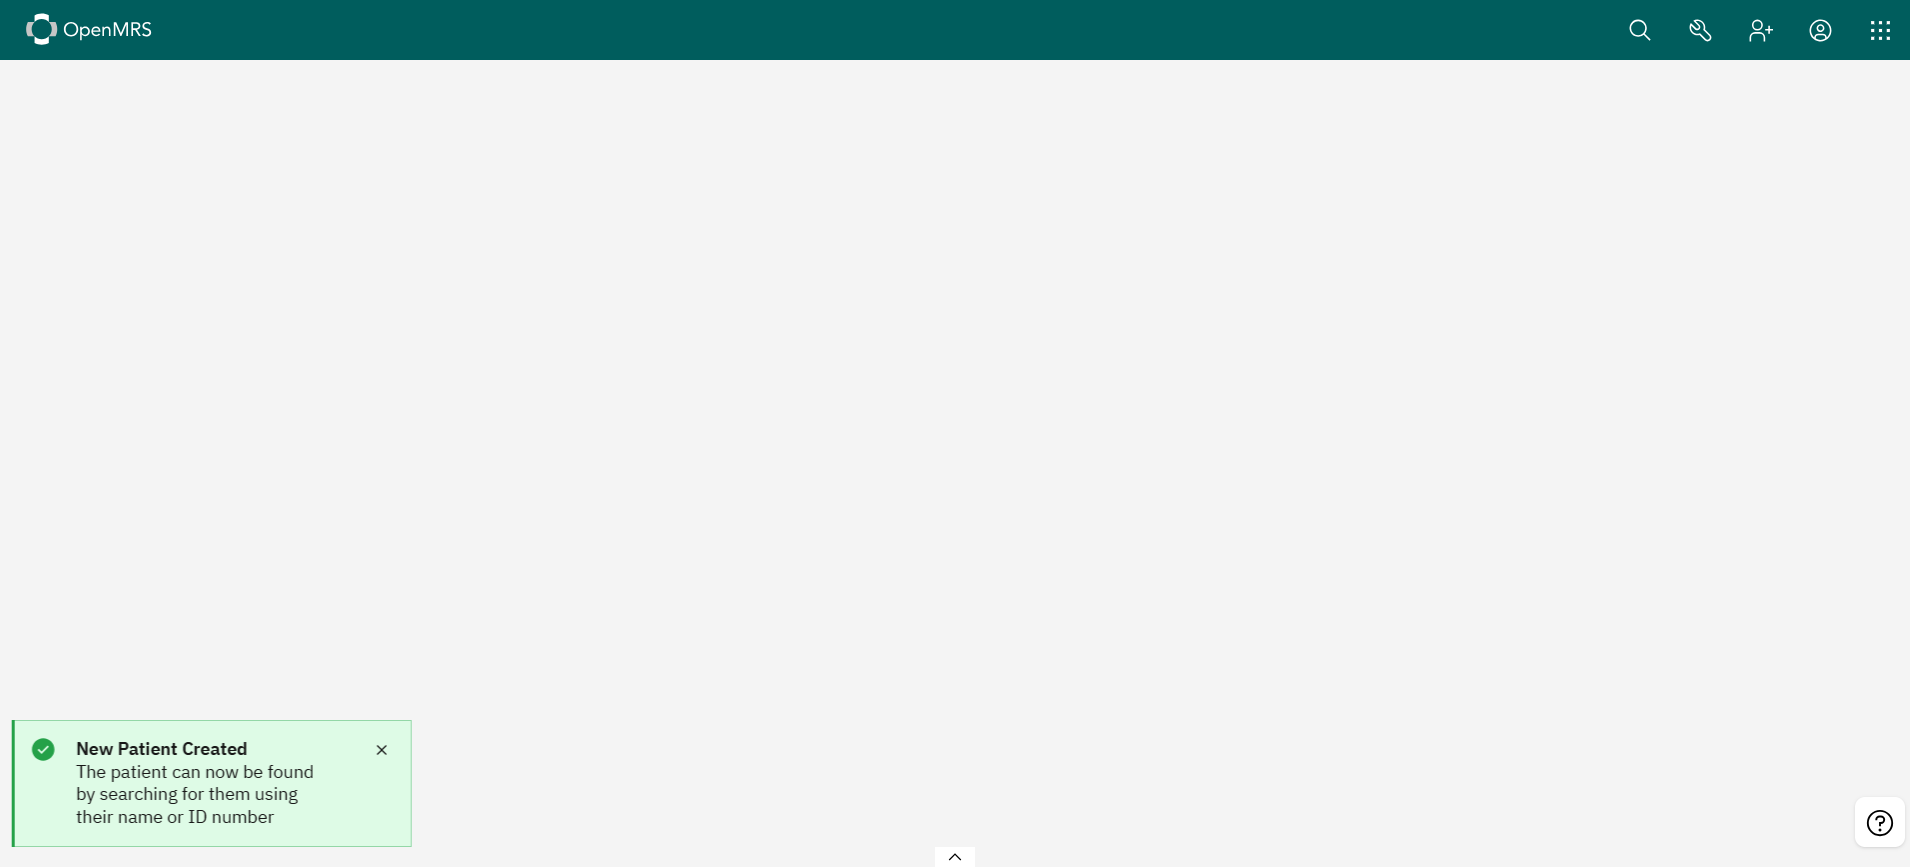 OpenMRS
New Patient Created
The patient can now be found
by searching for them using
their name or ID number